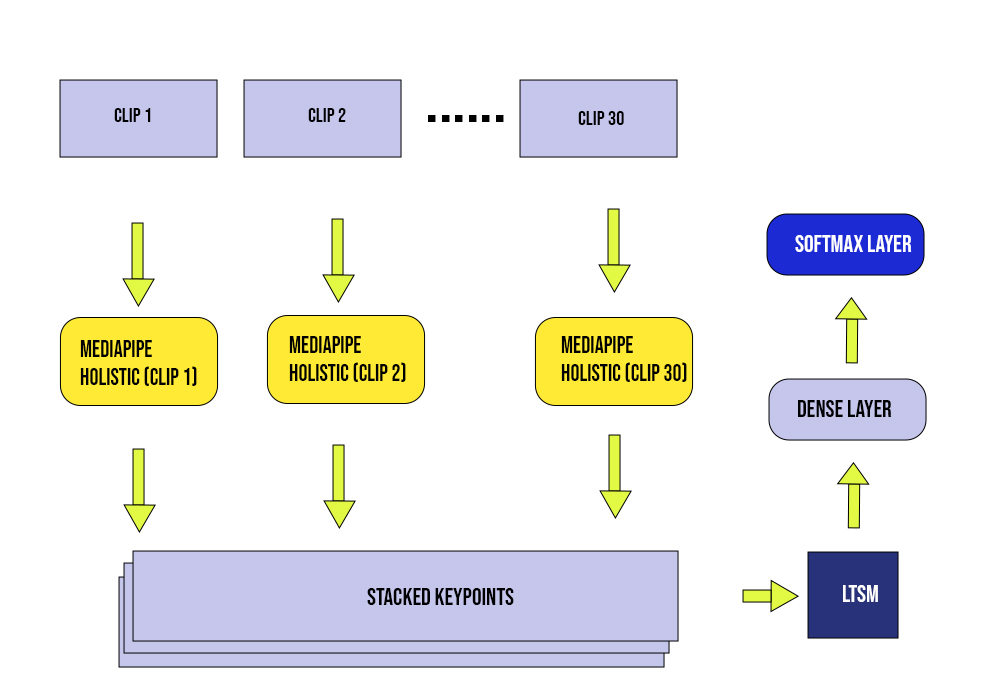 CLIP 1
CLIP 2
CLIP 30
SOFTMAX LAYER
MEDIAPIPE
HOLISTIC (CLIP 1)
MEDIAPIPE
HOLISTIC (CLIP 2)
MEDIAPIPE
HOLISTIC (CLIP 30)
DENSE LAYER
STACKED KEYPOINTS
LTSM